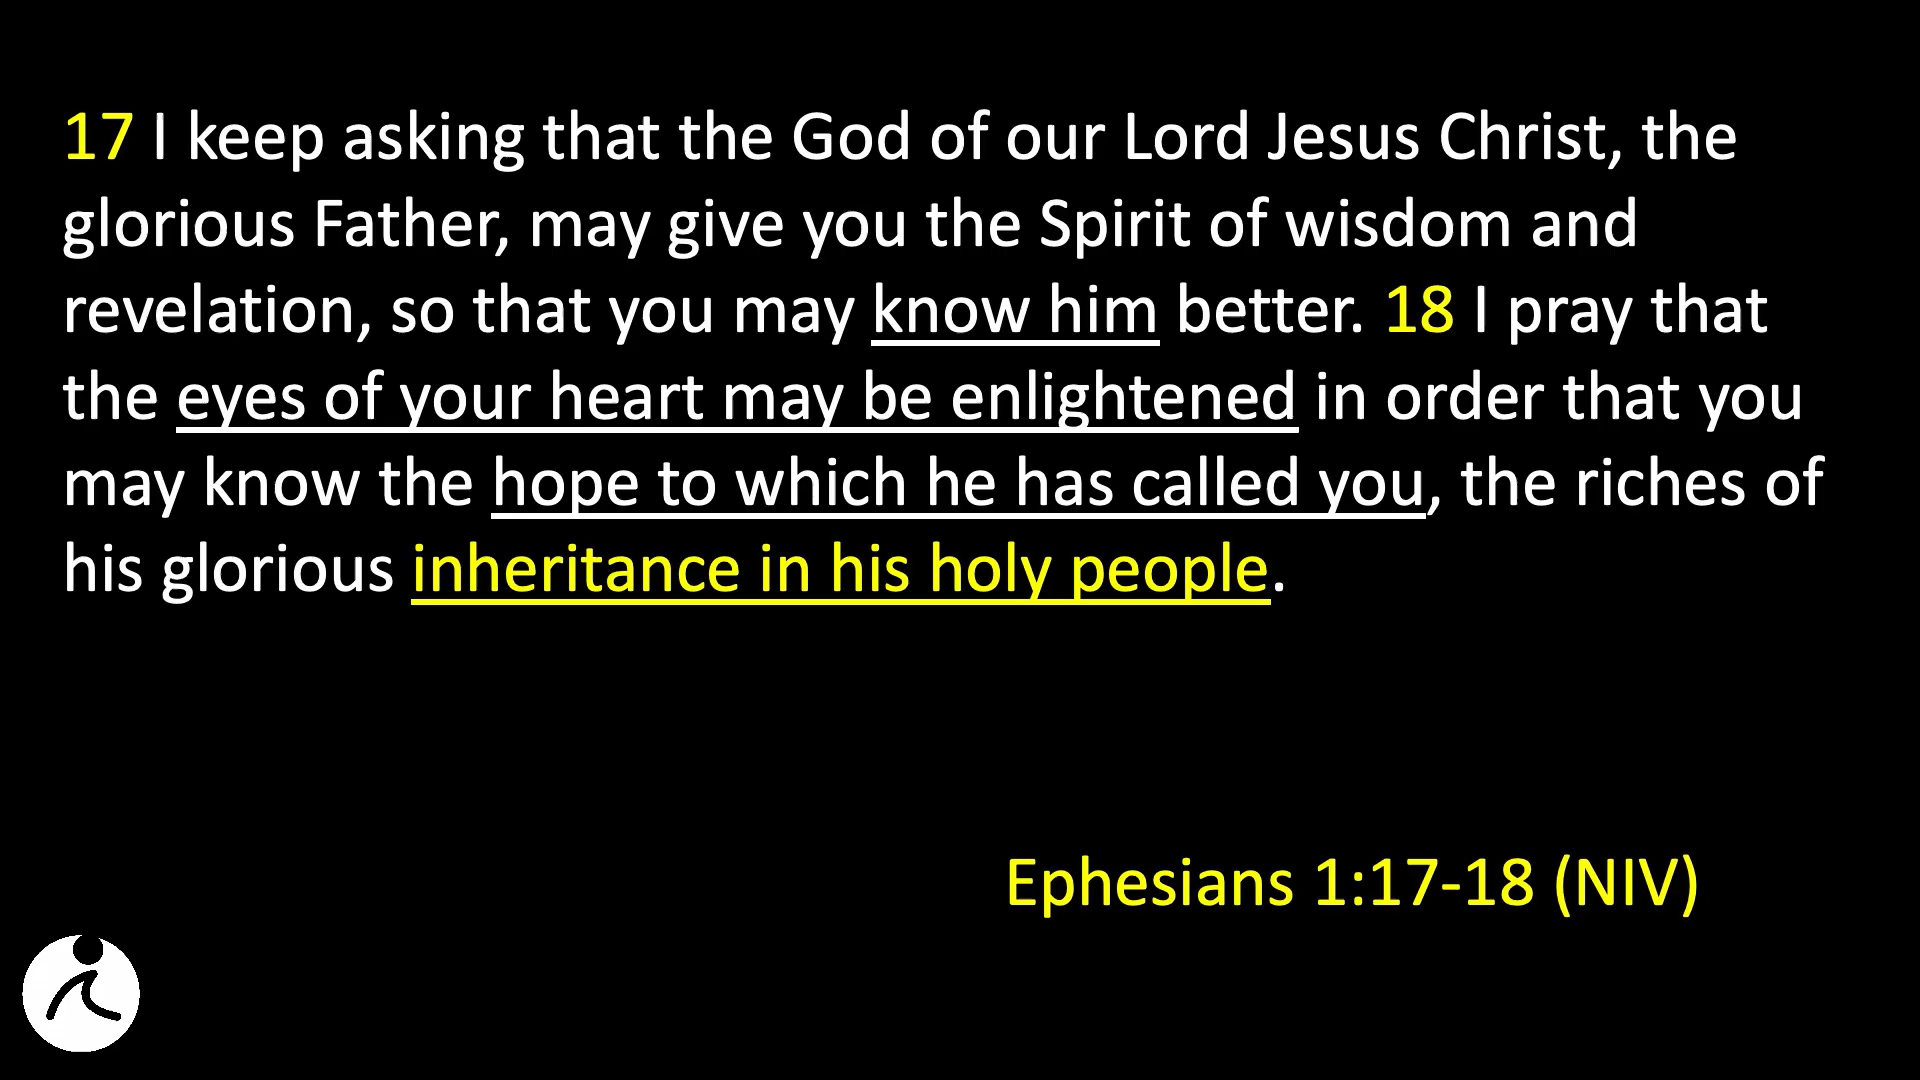 17 I keep asking that the God of our Lord Jesus Christ, the
glorious Father, may give you the Spirit of wisdom and
revelation, so that you may know him better. 18 I pray that
the eyes of your heart may be enlightened in order that you
may know the hope to which he has called you, the riches of
his glorious inheritance in his holy people.
Ephesians 1:17-18 (NIV)